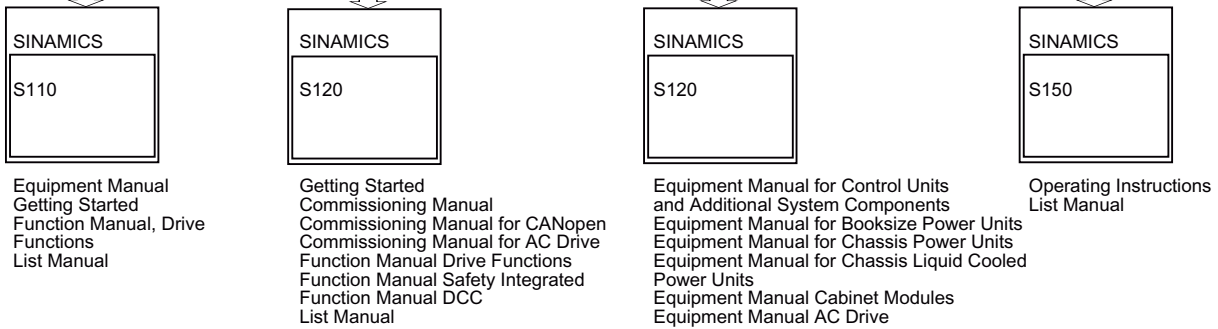 SINAMICS
S110
Equipment Manual
Getting Started
Function Manual, Drive
Functions
List Manual
SINAMICS
S120
Getting Started
Commissioning Manual
Commissioning Manual for CANopen
Commissioning Manual for AC Drive
Function Manual Drive Functions
Function Manual Safety Integrated
Function Manual DCC
List Manual
SINAMICS
S120
Equipment Manual for Control Units
and Additional System Components
Equipment Manual for Booksize Power Units
Equipment Manual for Chassis Power Units
Equipment Manual for Chassis Liquid Cooled
Power Units
Equipment Manual Cabinet Modules
Equipment Manual AC Drive
SINAMICS
S150
Operating Instructions
List Manual